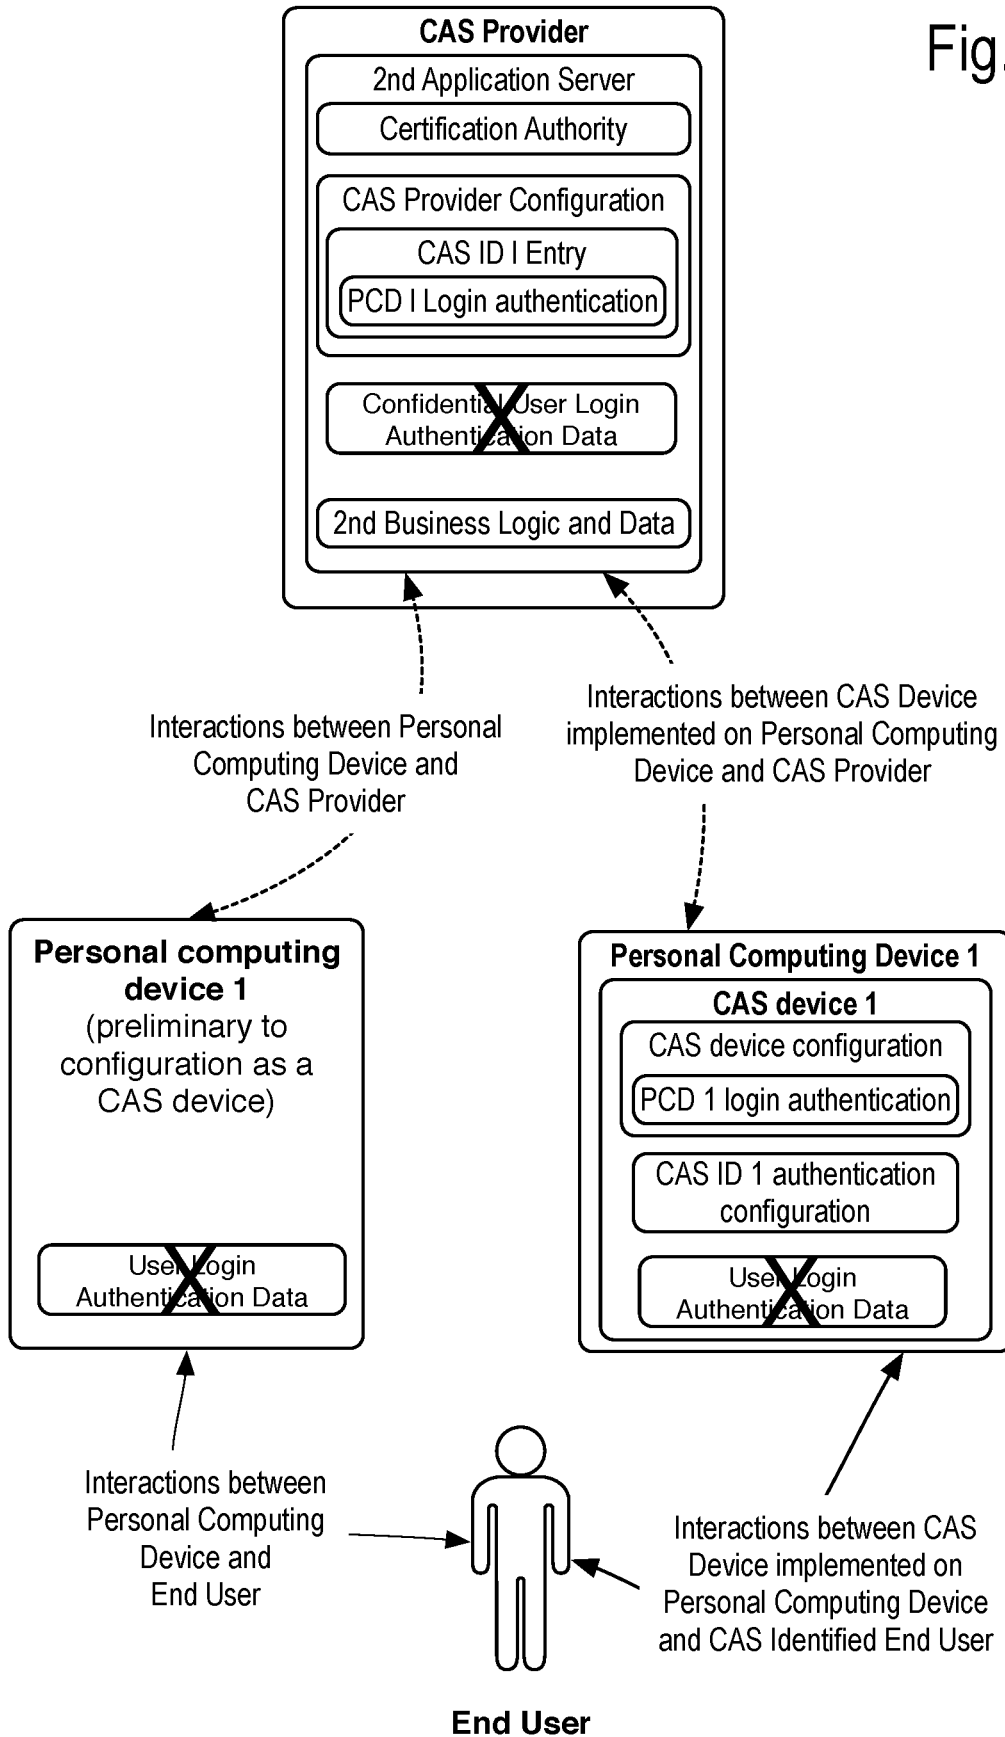 CAS Provider
Fig.
2nd Application Server
Certification Authority
CAS Provider Configuration
CAS ID I Entry
PCD I Login authentication
Confidential User Login
Authentication Data
2nd Business Logic and Data
Interactions between Personal
Computing Device and
CAS Provider
Interactions between CAS Device
implemented on Personal Computing
Device and CAS Provider
Personal computing
device 1
(preliminary to
configuration as a
CAS device)
User Login
Authentication Data
Personal Computing Device 1
CAS device 1
CAS device configuration
PCD 1 login authentication
CAS ID 1 authentication
configuration
User Login
Authentication Data
Interactions between
Personal Computing
Device and
End User
Interactions between CAS
Device implemented on
Personal Computing Device
and CAS Identified End User
End User